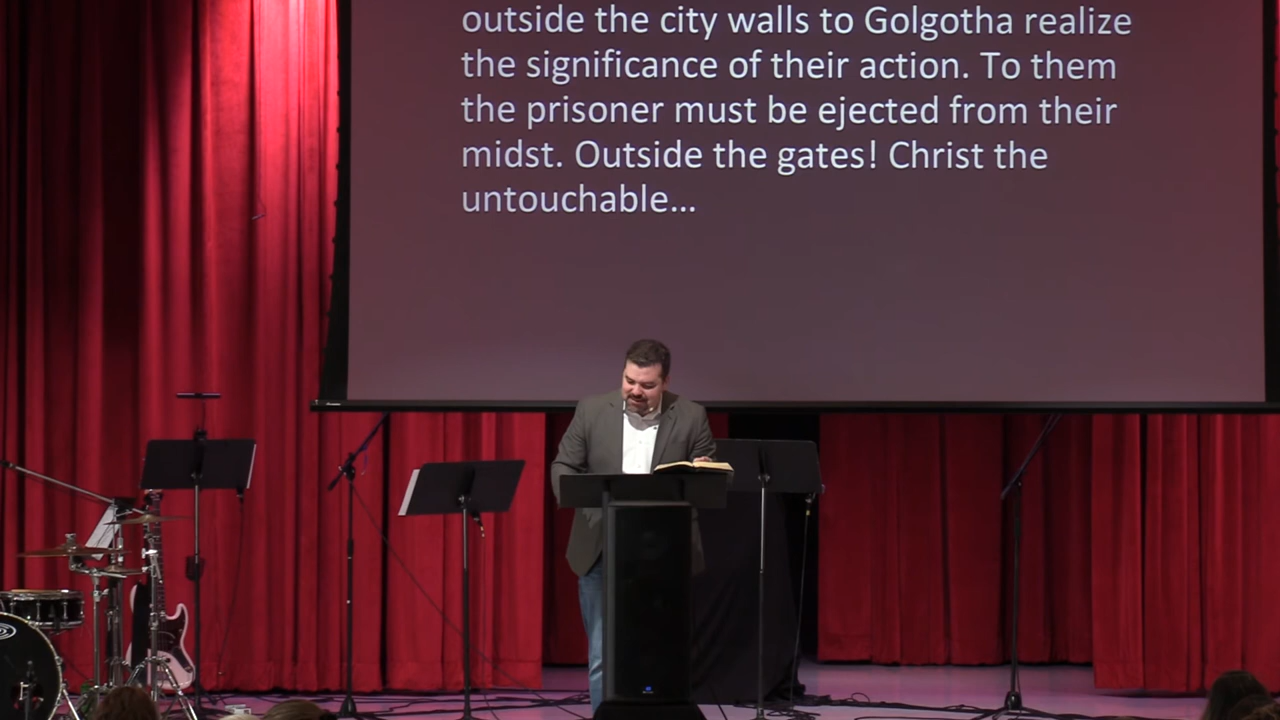 outside the city walls to Golgotha realize
the significance of their action. To them
the prisoner must be ejected from their
midst. Outside the gates! Christ the
untouchable…